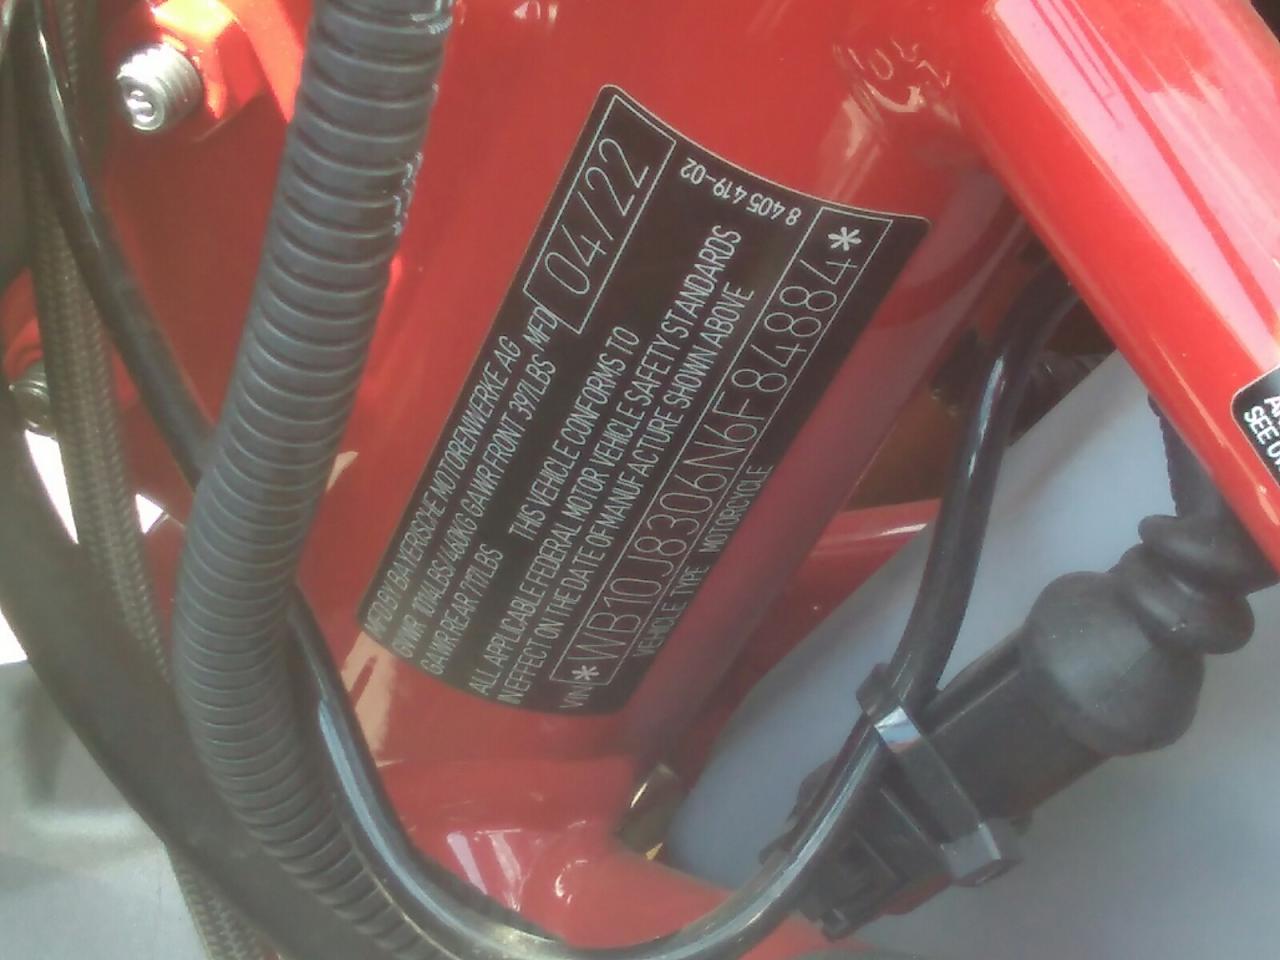 MFD BY BAYERISCHE MOTORENWERKE AG
GVWR 1014LBS/460KG GAWR FRONT 397LBS MFD 04/22
GAWR REAR 717LBS
THIS VEHICLE CONFORMS TO
ALL APPLICABLE FEDERAL MOTOR VEHICLE SAFETY STANDARDS
IN EFFECT ON THE DATE OF MANUFACTURE SHOWN ABOVE
VIN *WB10J8306N6F84884*
VEHICLE TYPE MOTORCYCLE
8 405 419-02
SEE